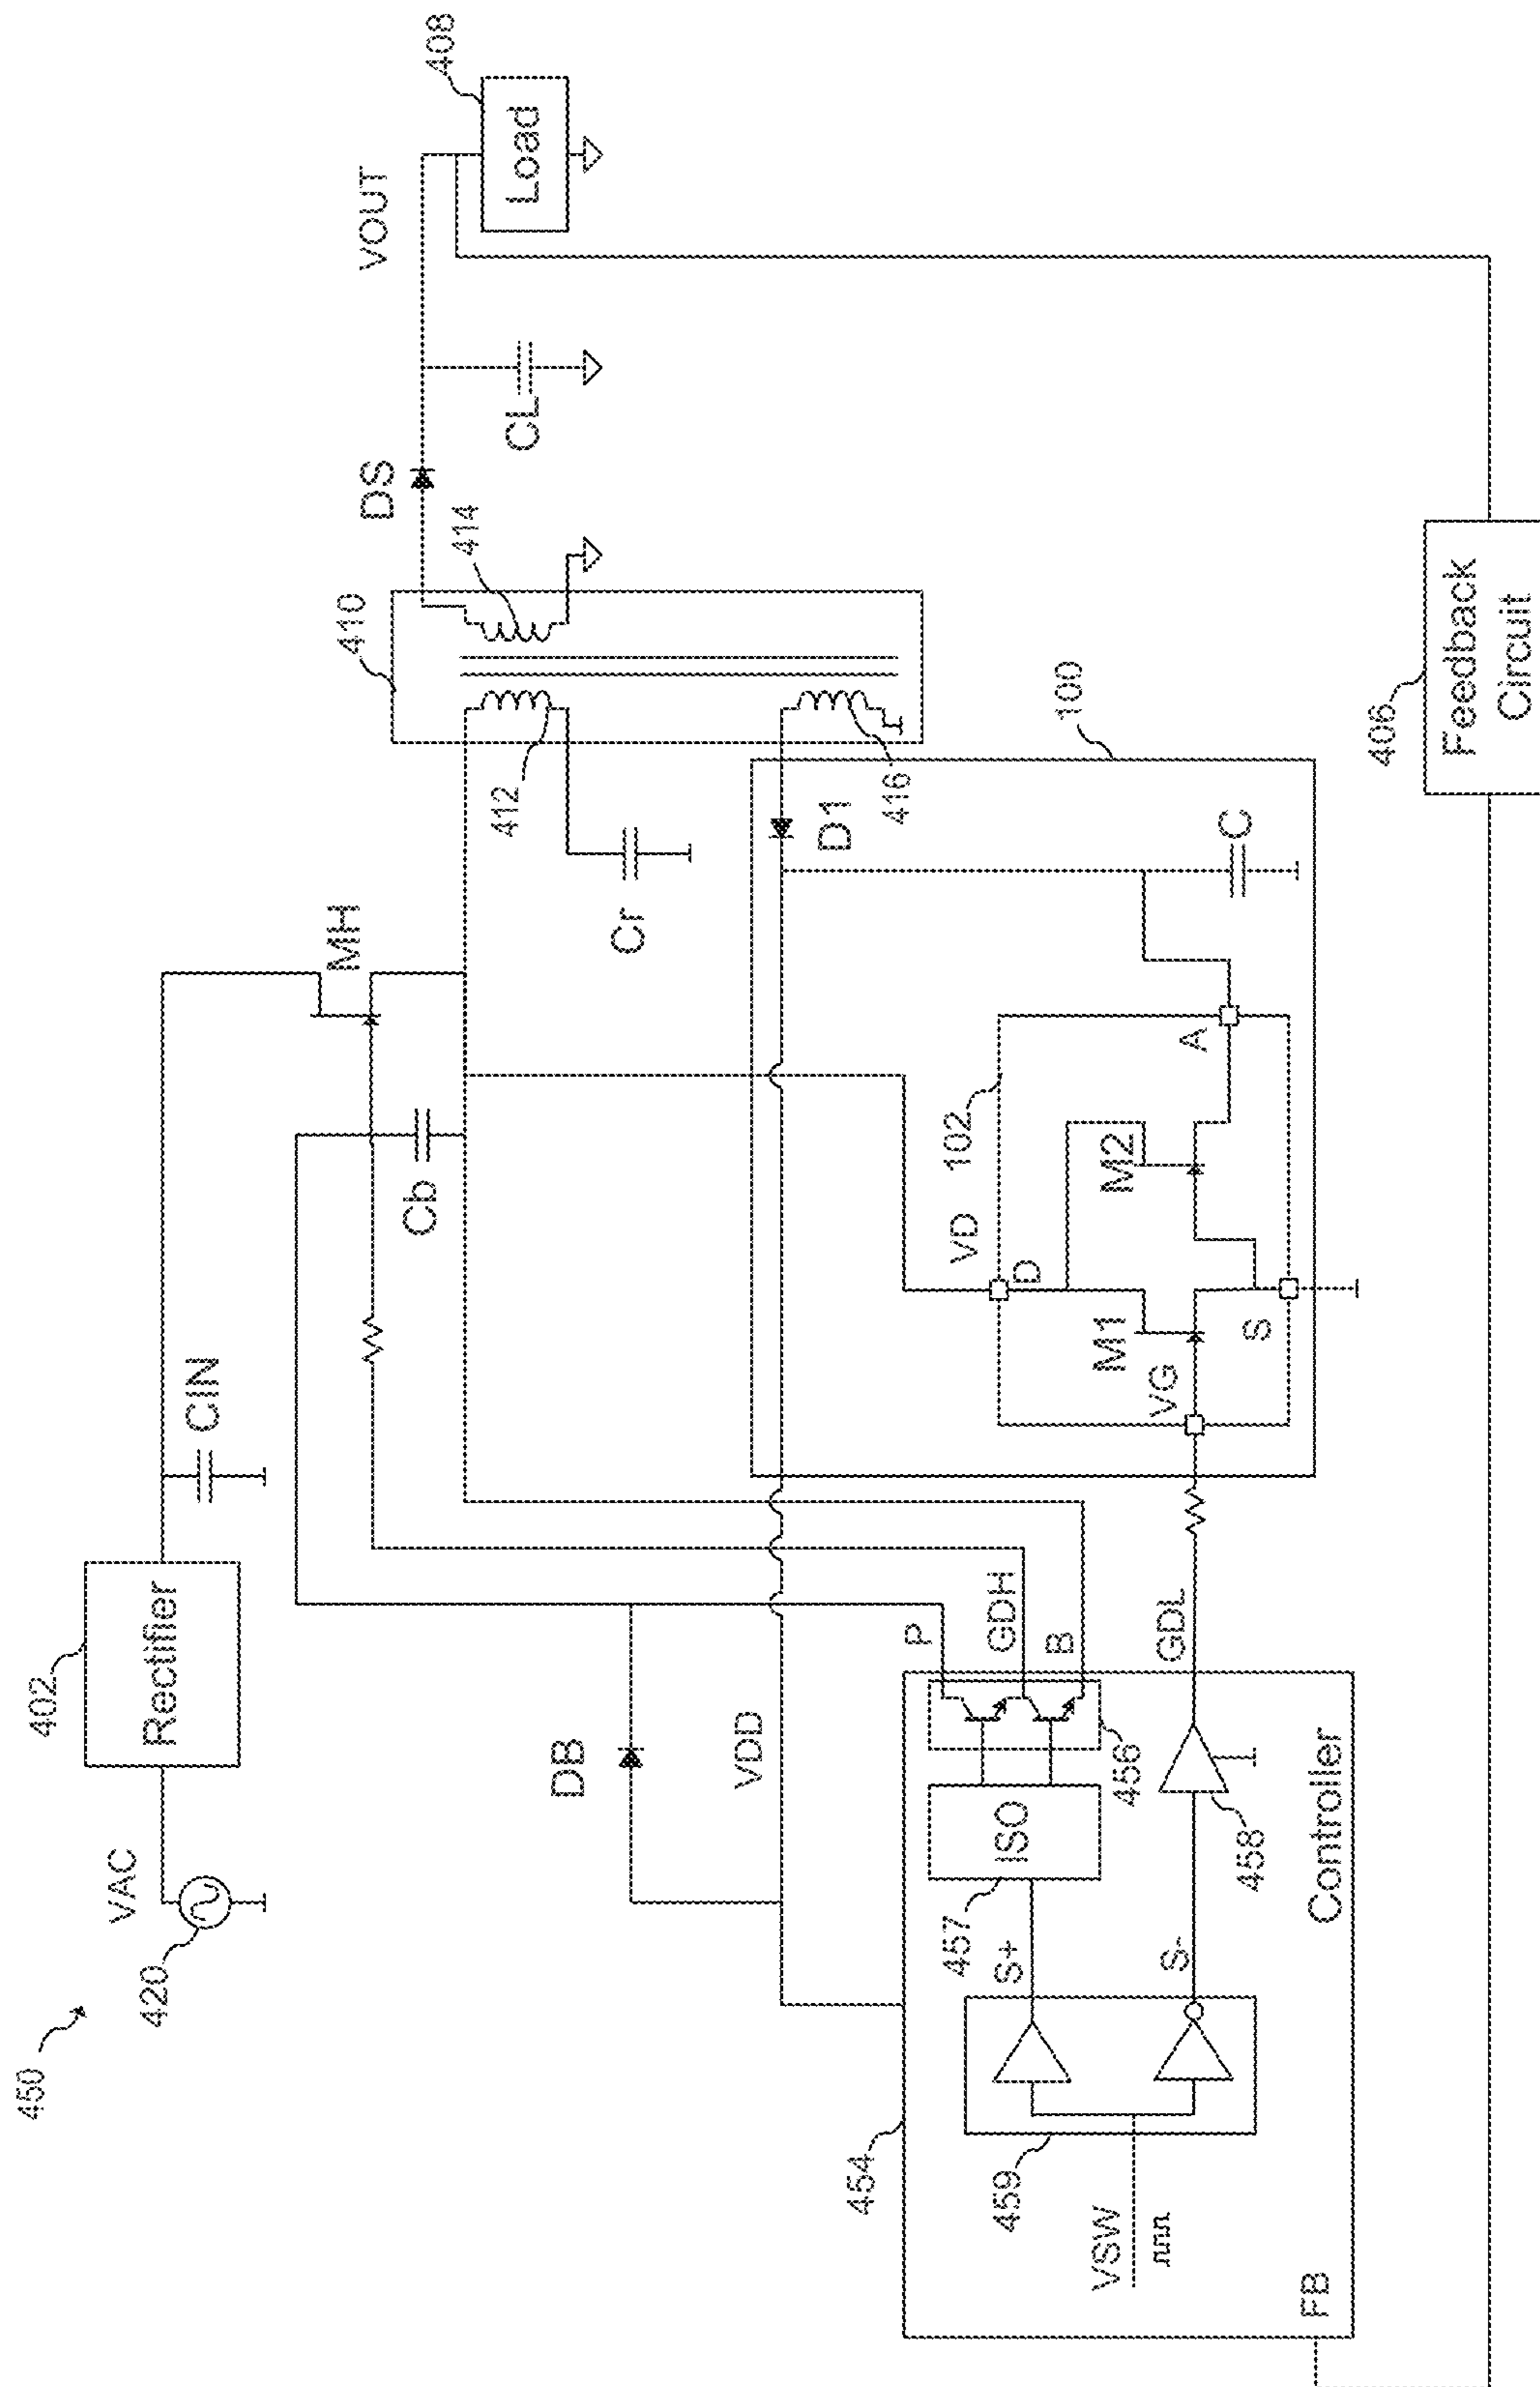 450
VAC
420
402
Rectifier
CIN
MH
Cb
Cr
410
412
414
416
DS
CL
VOUT
408
Load
DB
VDD
100
D1
C
102
VD
D
M1
M2
A
VG
S
454
P
GDH
B
GDL
456
ISO
457
S+
S-
458
459
VSW
Controller
FB
406
Feedback
Circuit